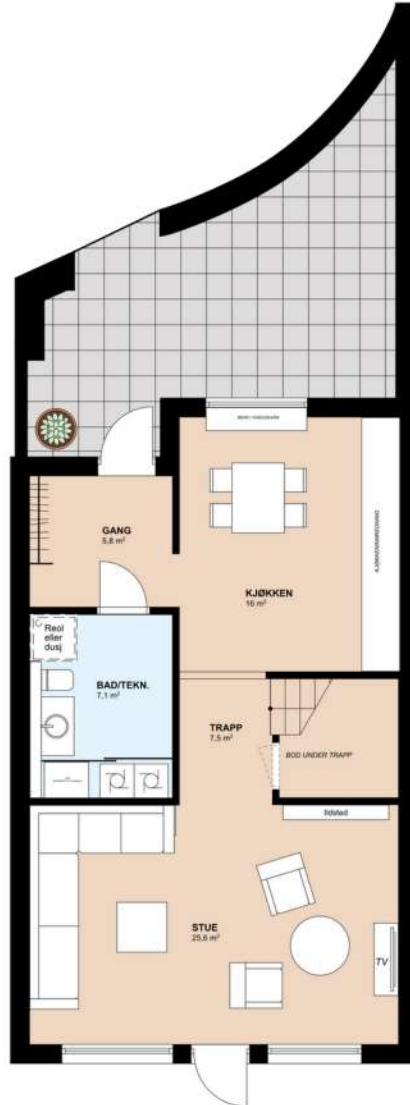 GANG
5,8 m²
KJØKKEN
16 m²
Reol
eller
dusj
BAD/TEKN.
7,1 m²
TRAPP
7,5 m²
BOD UNDER TRAPP
Ildsted
STUE
25,6 m²
TV